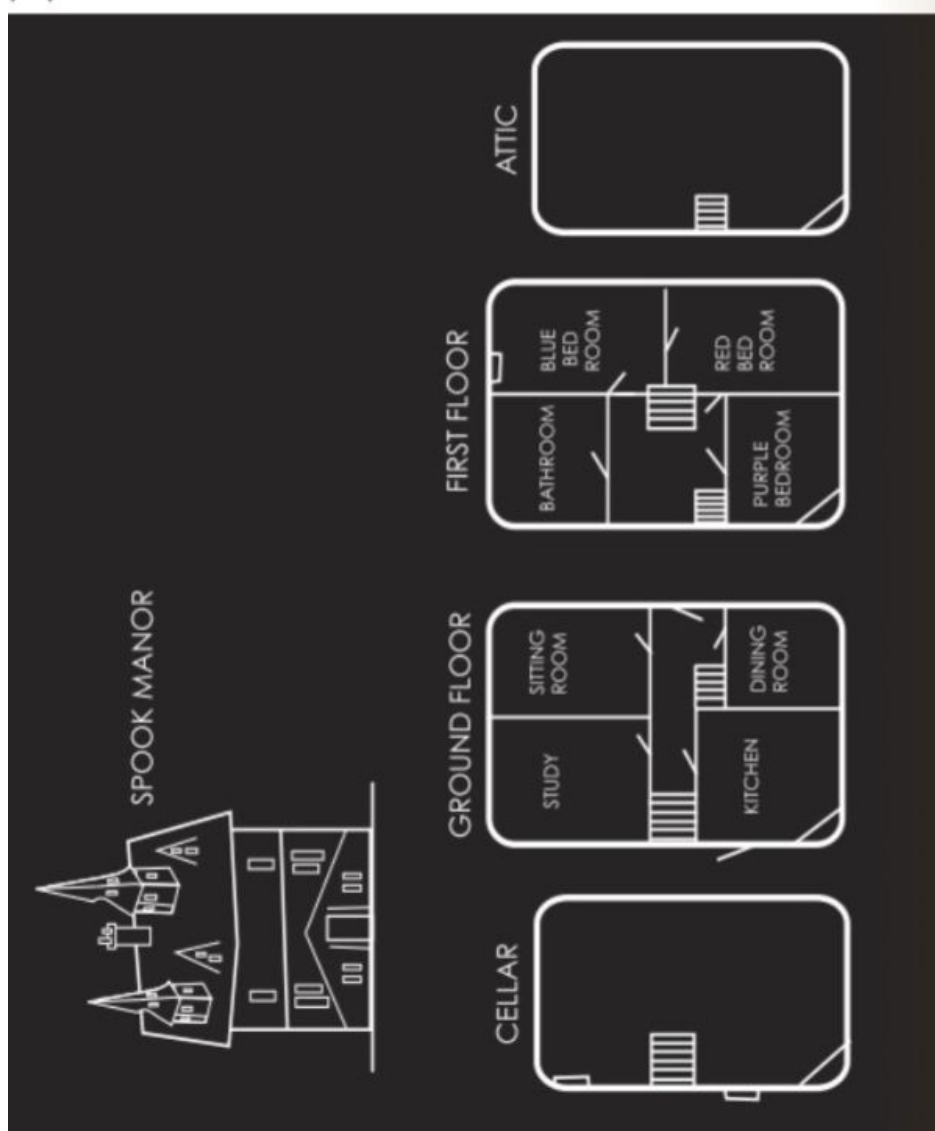 SPOOK MANOR
CELLAR
GROUND FLOOR
STUDY
SITTING
ROOM
KITCHEN
DINING
ROOM
FIRST FLOOR
BATHROOM
BLUE
BED
ROOM
PURPLE
BEDROOM
RED
BED
ROOM
ATTIC